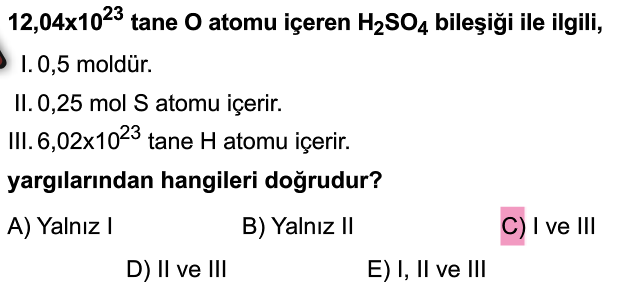 12,04x10²³ tane O atomu içeren H₂SO₄ bileşiği ile ilgili,
I. 0,5 moldür.
II. 0,25 mol S atomu içerir.
III. 6,02x10²³ tane H atomu içerir.
yargılarından hangileri doğrudur?
A) Yalnız I B) Yalnız II C) I ve III
D) II ve III E) I, II ve III